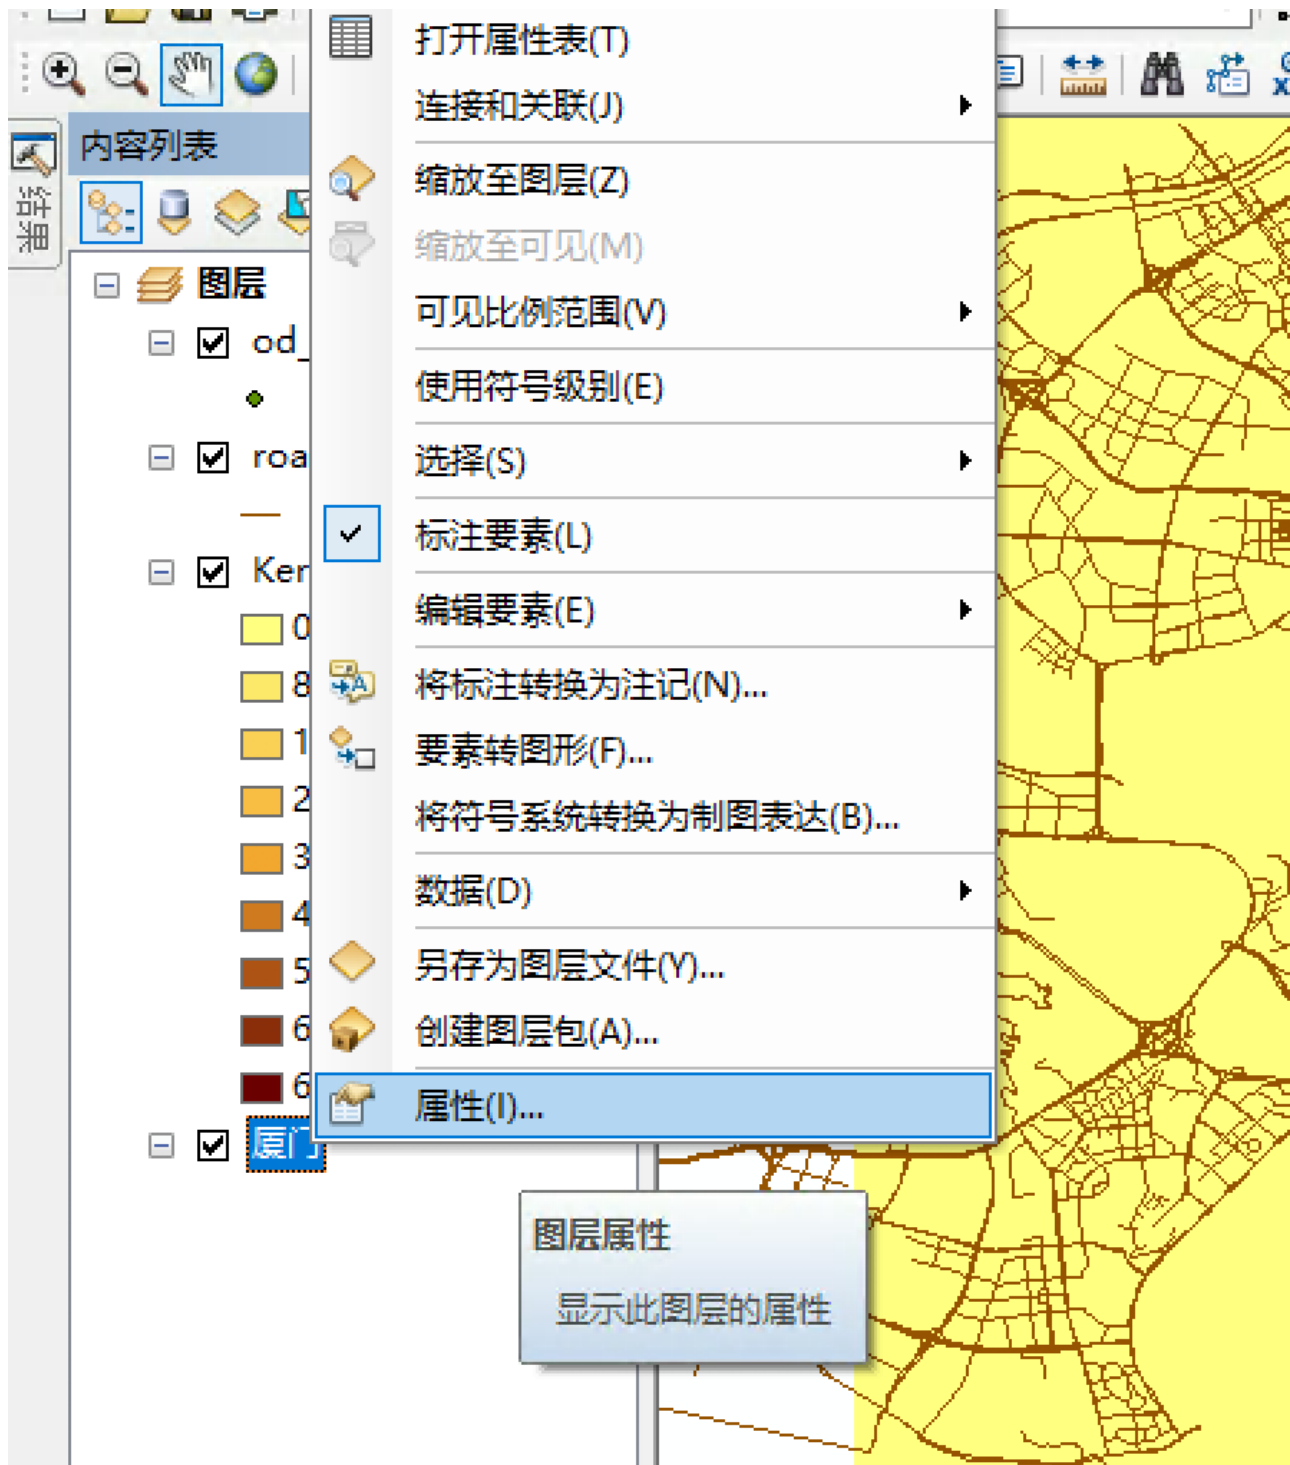 打开属性表(T)
连接和关联(J)
内容列表
缩放至图层(Z)
结果
缩放至可见(M)
图层
可见比例范围(V)
od_
使用符号级别(E)
roa
选择(S)
标注要素(L)
Ker
编辑要素(E)
0
8
将标注转换为注记(N)...
1
要素转图形(F)...
2
将符号系统转换为制图表达(B)...
3
数据(D)
4
另存为图层文件(Y)...
5
创建图层包(A)...
6
6
属性(I)...
厦门
图层属性
显示此图层的属性